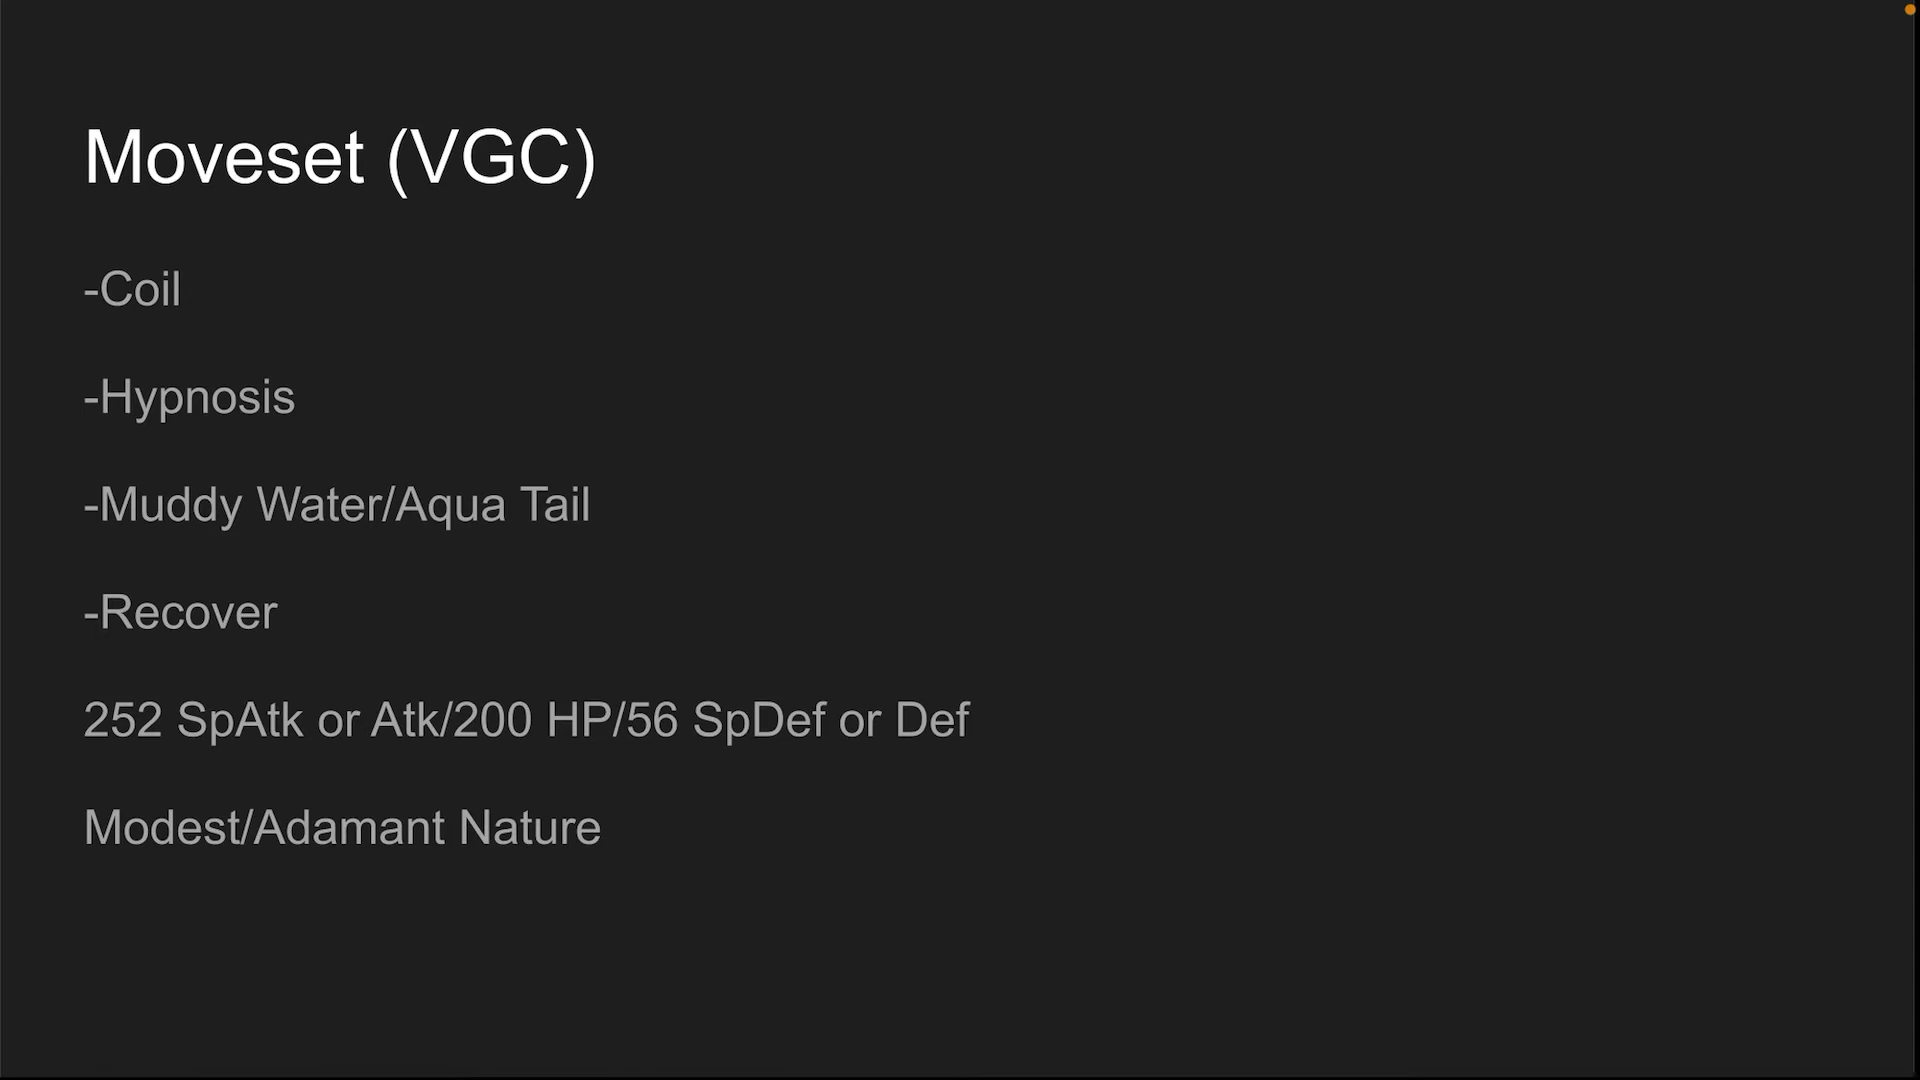 Moveset (VGC)
-Coil
-Hypnosis
-Muddy Water/Aqua Tail
-Recover
252 SpAtk or Atk/200 HP/56 SpDef or Def
Modest/Adamant Nature